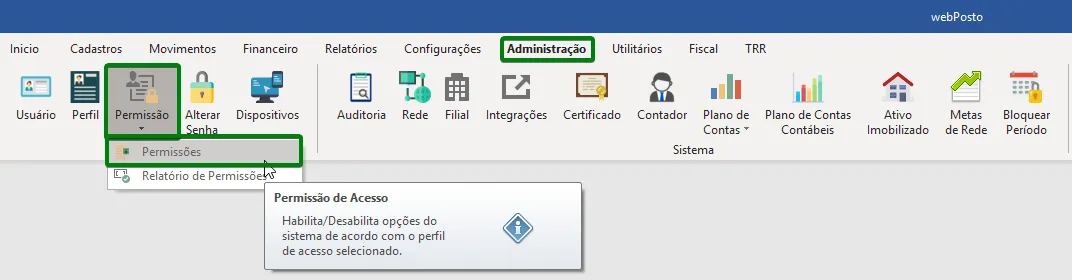 webPosto
Inicio Cadastros Movimentos Financeiro Relatórios Configurações Administração Utilitários Fiscal TRR
Usuário Perfil Permissão Alterar Senha Dispositivos Auditoria Rede Filial Integrações Certificado Contador Plano de Contas Plano de Contas Contábeis Ativo Imobilizado Metas de Rede Bloquear Período
Sistema
Permissões
Relatório de Permissões
Permissão de Acesso
Habilita/Desabilita opções do
sistema de acordo com o perfil
de acesso selecionado.